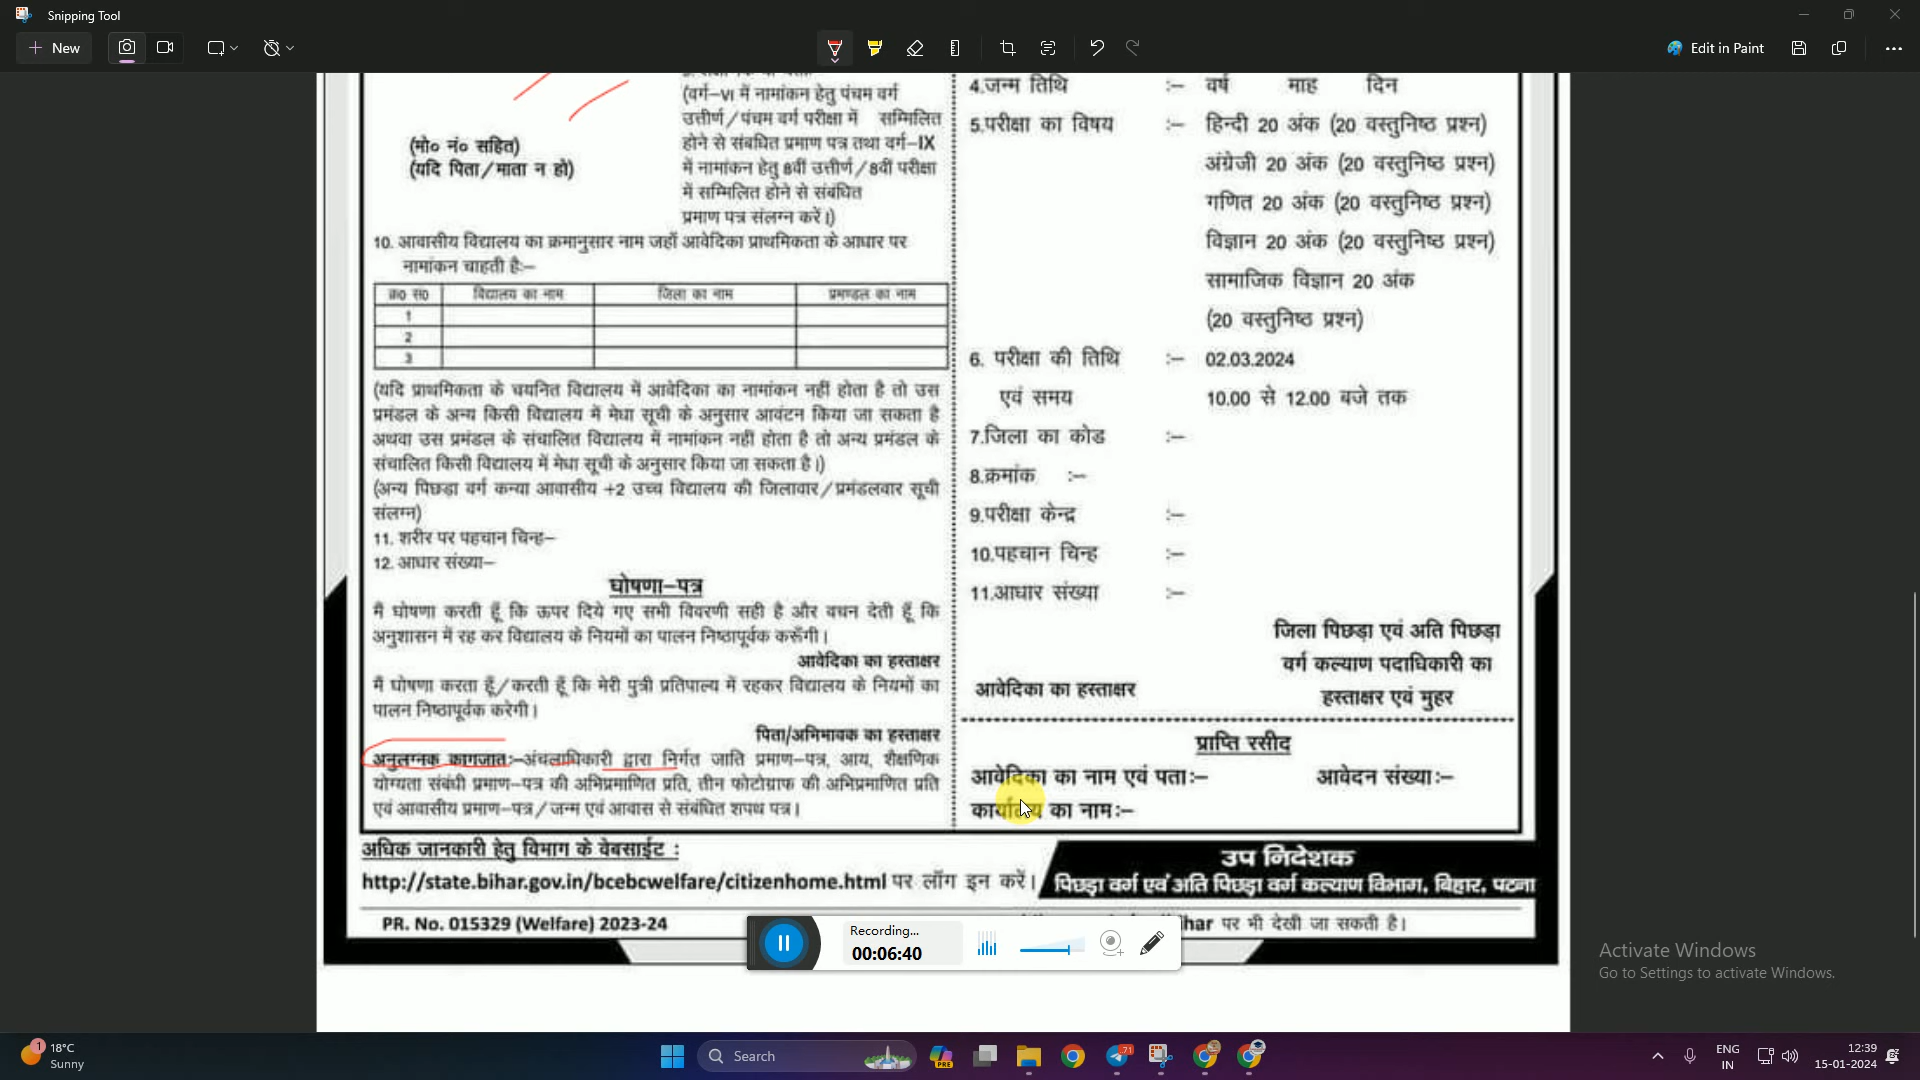 Snipping Tool
New
Edit in Paint
(वर्ग–VI में नामांकन हेतु पंचम वर्ग
उत्तीर्ण/पंचम वर्ग परीक्षा में सम्मिलित
(मो० नं० सहित)
होने से संबंधित प्रमाण पत्र तथा वर्ग–IX
(यदि पिता/माता न हो)
में नामांकन हेतु 8वीं उत्तीर्ण/8वीं परीक्षा
में सम्मिलित होने से संबंधित
प्रमाण पत्र संलग्न करें।)
10. आवासीय विद्यालय का क्रमानुसार नाम जहाँ आवेदिका प्राथमिकता के आधार पर
नामांकन चाहती है:–
क्र० सं० विद्यालय का नाम जिला का नाम प्रमण्डल का नाम
1
2
3
(यदि प्राथमिकता के चयनित विद्यालय में आवेदिका का नामांकन नहीं होता है तो उस
प्रमंडल के अन्य किसी विद्यालय में मेधा सूची के अनुसार आवंटन किया जा सकता है
अथवा उस प्रमंडल के संचालित विद्यालय में नामांकन नहीं होता है तो अन्य प्रमंडल के
संचालित किसी विद्यालय में मेधा सूची के अनुसार किया जा सकता है।)
(अन्य पिछड़ा वर्ग कन्या आवासीय +2 उच्च विद्यालय की जिलावार/प्रमंडलवार सूची
संलग्न)
11. शरीर पर पहचान चिन्ह–
12. आधार संख्या–
घोषणा–पत्र
मैं घोषणा करती हूँ कि ऊपर दिये गए सभी विवरणी सही है और वचन देती हूँ कि
अनुशासन में रह कर विद्यालय के नियमों का पालन निष्ठापूर्वक करूँगी।
आवेदिका का हस्ताक्षर
मैं घोषणा करता हूँ/करती हूँ कि मेरी पुत्री प्रतिपाल्य में रहकर विद्यालय के नियमों का
पालन निष्ठापूर्वक करेगी।
पिता/अभिभावक का हस्ताक्षर
अनुलग्नक कागजात:–अंचलाधिकारी द्वारा निर्गत जाति प्रमाण–पत्र, आय, शैक्षणिक
योग्यता संबंधी प्रमाण–पत्र की अभिप्रमाणित प्रति, तीन फोटोग्राफ की अभिप्रमाणित प्रति
एवं आवासीय प्रमाण–पत्र/जन्म एवं आवास से संबंधित शपथ पत्र।
4.जन्म तिथि :– वर्ष माह दिन
5.परीक्षा का विषय :– हिन्दी 20 अंक (20 वस्तुनिष्ठ प्रश्न)
अंग्रेजी 20 अंक (20 वस्तुनिष्ठ प्रश्न)
गणित 20 अंक (20 वस्तुनिष्ठ प्रश्न)
विज्ञान 20 अंक (20 वस्तुनिष्ठ प्रश्न)
सामाजिक विज्ञान 20 अंक
(20 वस्तुनिष्ठ प्रश्न)
6. परीक्षा की तिथि :– 02.03.2024
एवं समय 10.00 से 12.00 बजे तक
7.जिला का कोड :–
8.क्रमांक :–
9.परीक्षा केन्द्र :–
10.पहचान चिन्ह :–
11.आधार संख्या :–
जिला पिछड़ा एवं अति पिछड़ा
वर्ग कल्याण पदाधिकारी का
आवेदिका का हस्ताक्षर
हस्ताक्षर एवं मुहर
प्राप्ति रसीद
आवेदिका का नाम एवं पता:– आवेदन संख्या:–
कार्यालय का नाम:–
अधिक जानकारी हेतु विभाग के वेबसाईट :
http://state.bihar.gov.in/bcebcwelfare/citizenhome.html पर लॉग इन करें।
उप निदेशक
पिछड़ा वर्ग एवं अति पिछड़ा वर्ग कल्याण विभाग, बिहार, पटना
PR. No. 015329 (Welfare) 2023-24
har पर भी देखी जा सकती है।
Recording...
00:06:40
Activate Windows
Go to Settings to activate Windows.
1
18°C
Sunny
Search
PRE
71
ENG
IN
12:39
15-01-2024